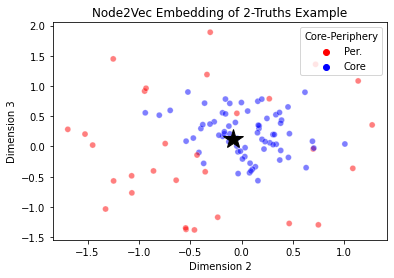 Node2Vec Embedding of 2-Truths Example
Core-Periphery
Per.
Core
2.0
1.5
1.0
0.5
0.0
−0.5
−1.0
−1.5
Dimension 3
−1.5
−1.0
−0.5
0.0
0.5
1.0
Dimension 2